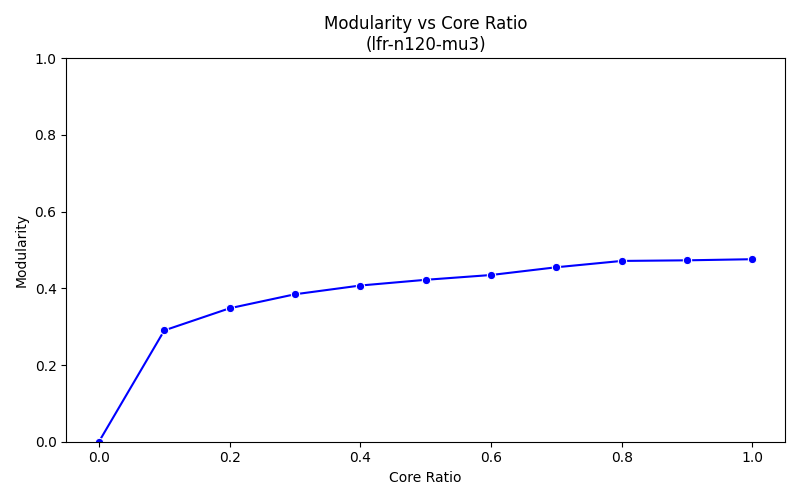 Modularity vs Core Ratio
(lfr-n120-mu3)
1.0
0.8
0.6
0.4
0.2
0.0
Modularity
0.0 0.2 0.4 0.6 0.8 1.0
Core Ratio